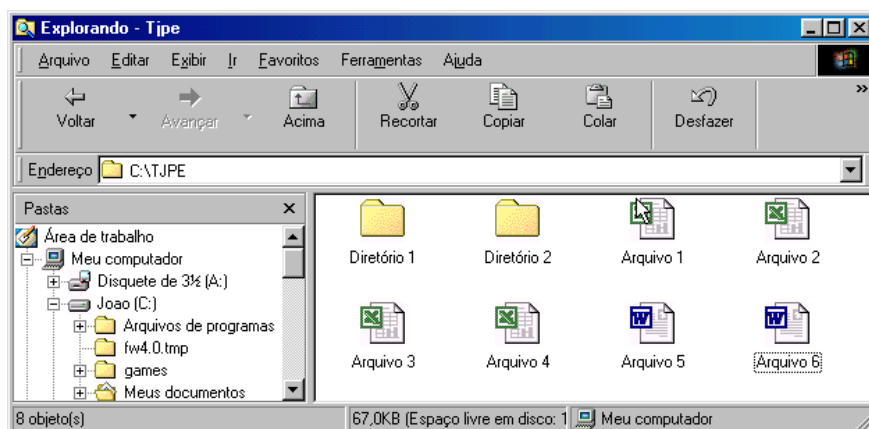 Explorando - Tjpe
Arquivo Editar Exibir Ir Favoritos Ferramentas Ajuda
Voltar Avançar Acima Recortar Copiar Colar Desfazer »
Endereço C:\TJPE
Pastas
Área de trabalho
Meu computador
Disquete de 3½ (A:)
Joao (C:)
Arquivos de programas
fw4.0.tmp
games
Meus documentos
Diretório 1 Diretório 2 Arquivo 1 Arquivo 2
Arquivo 3 Arquivo 4 Arquivo 5 Arquivo 6
8 objeto(s) 67,0KB (Espaço livre em disco: 1 Meu computador